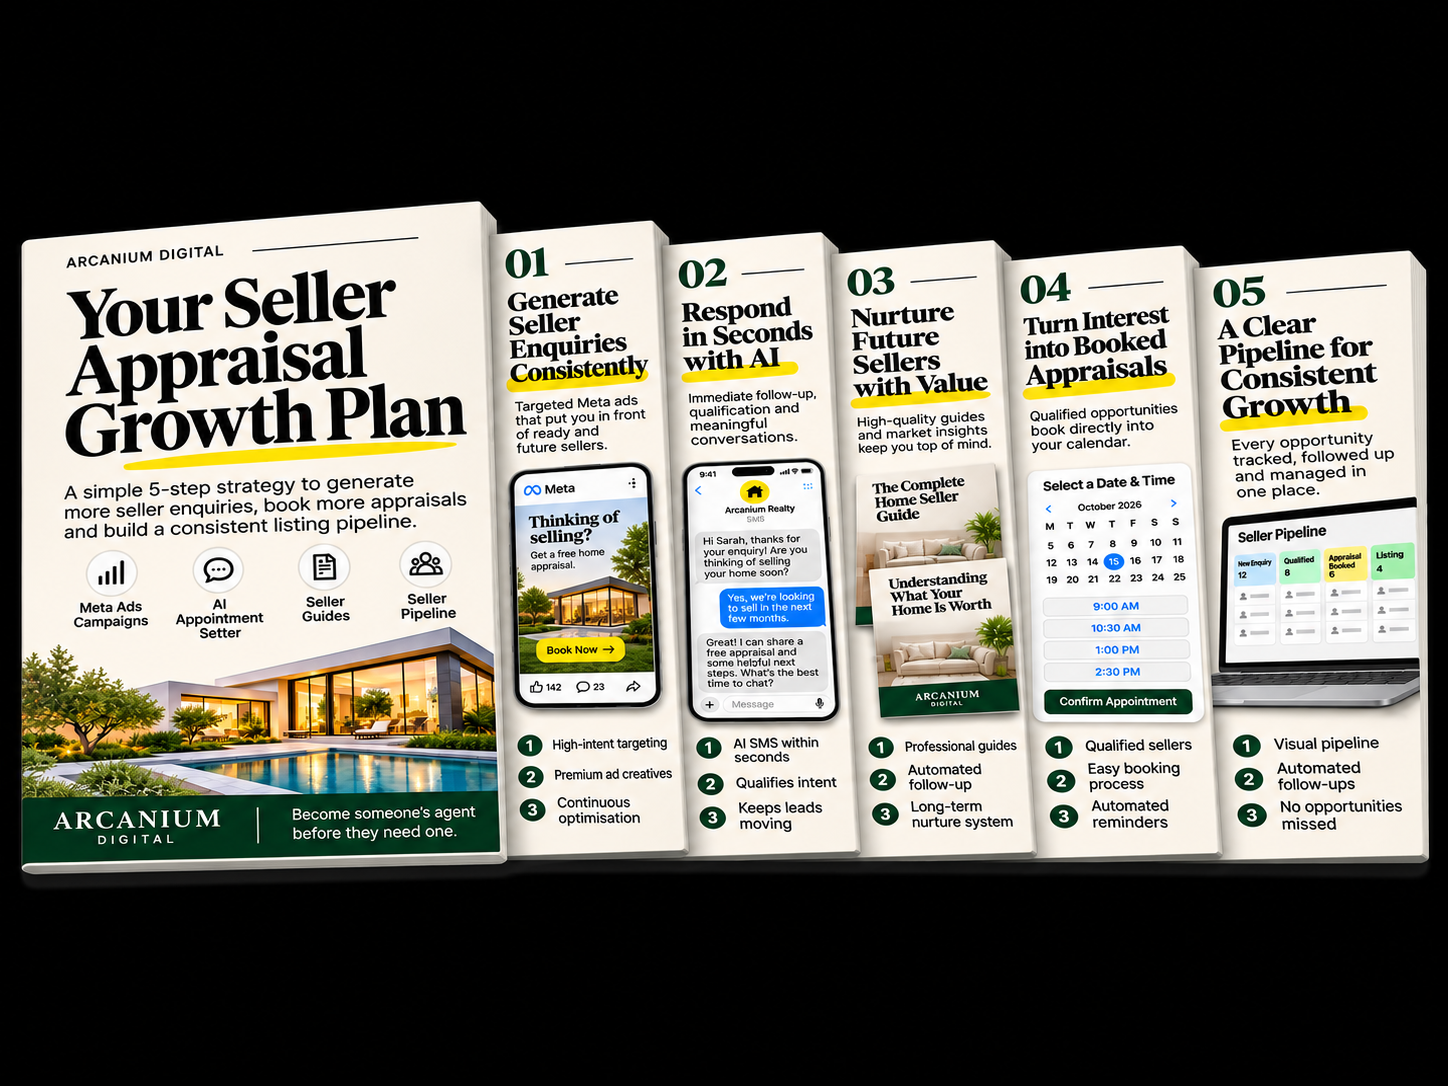 ARCANIUM DIGITAL
Your Seller
Appraisal
Growth Plan
A simple 5-step strategy to generate
more seller enquiries, book more appraisals
and build a consistent listing pipeline.
Meta Ads
Campaigns
AI
Appointment
Setter
Seller
Guides
Seller
Pipeline
ARCANIUM
DIGITAL
Become someone's agent
before they need one.
01
Generate
Seller
Enquiries
Consistently
Targeted Meta ads
that put you in front
of ready and
future sellers.
Meta
Thinking of
selling?
Get a free home
appraisal.
Book Now →
142
23
1 High-intent targeting
2 Premium ad creatives
3 Continuous
optimisation
02
Respond
in Seconds
with AI
Immediate follow-up,
qualification and
meaningful
conversations.
9:41
Arcanium Realty
SMS
Hi Sarah, thanks for
your enquiry! Are you
thinking of selling
your home soon?
Yes, we're looking
to sell in the next
few months.
Great! I can share a
free appraisal and
some helpful next
steps. What's the best
time to chat?
Message
1 AI SMS within
seconds
2 Qualifies intent
3 Keeps leads
moving
03
Nurture
Future
Sellers
with Value
High-quality guides
and market insights
keep you top of mind.
The Complete
Home Seller
Guide
Understanding
What Your
Home Is Worth
ARCANIUM
DIGITAL
1 Professional guides
2 Automated
follow-up
3 Long-term
nurture system
04
Turn Interest
into Booked
Appraisals
Qualified opportunities
book directly into
your calendar.
Select a Date & Time
October 2026
M T W T F S S
5 6 7 8 9 10 11
12 13 14 15 16 17 18
19 20 21 22 23 24 25
9:00 AM
10:30 AM
1:00 PM
2:30 PM
Confirm Appointment
1 Qualified sellers
2 Easy booking
process
3 Automated
reminders
05
A Clear
Pipeline for
Consistent
Growth
Every opportunity
tracked, followed up
and managed in
one place.
Seller Pipeline
New Enquiry
12
Qualified
8
Appraisal
Booked
6
Listing
4
1 Visual pipeline
2 Automated
follow-ups
3 No opportunities
missed